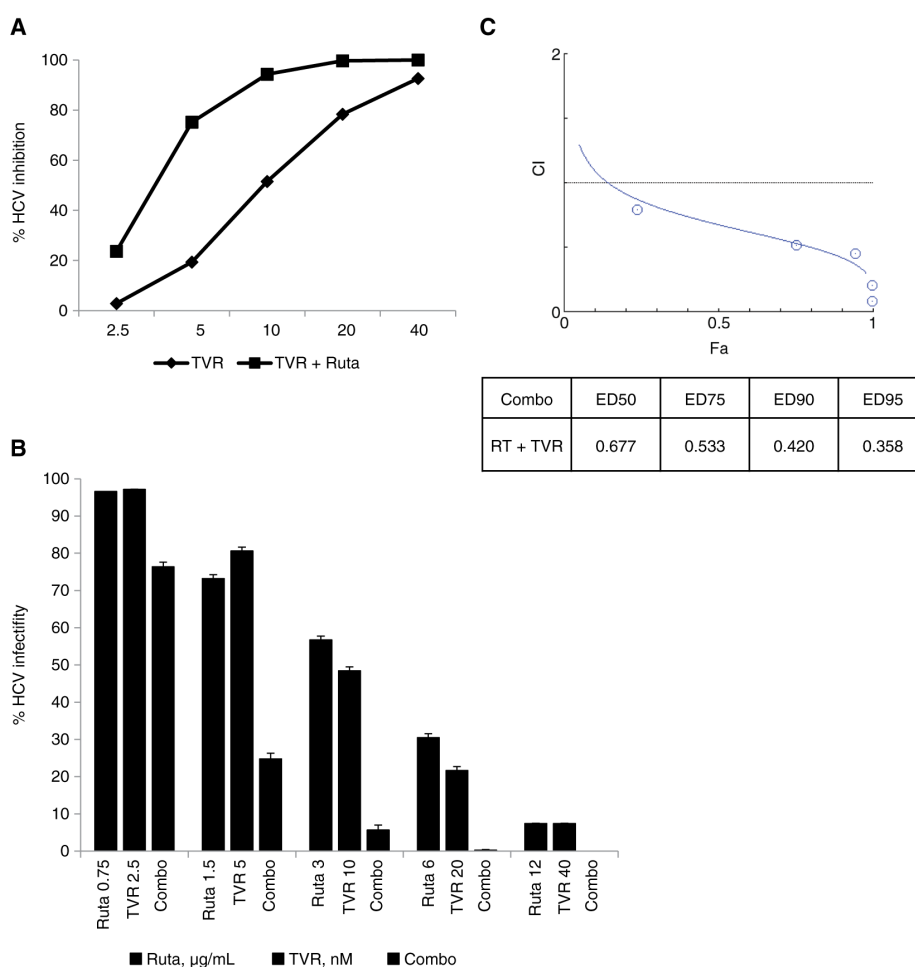 A
100
80
60
40
20
0
% HCV inhibition
2.5 5 10 20 40
TVR TVR + Ruta
C
2
CI
0
0 0.5 1
Fa
Combo ED50 ED75 ED90 ED95
RT + TVR 0.677 0.533 0.420 0.358
B
100
90
80
70
60
50
40
30
20
10
0
% HCV infectifity
Ruta 0.75
TVR 2.5
Combo
Ruta 1.5
TVR 5
Combo
Ruta 3
TVR 10
Combo
Ruta 6
TVR 20
Combo
Ruta 12
TVR 40
Combo
Ruta, µg/mL TVR, nM Combo